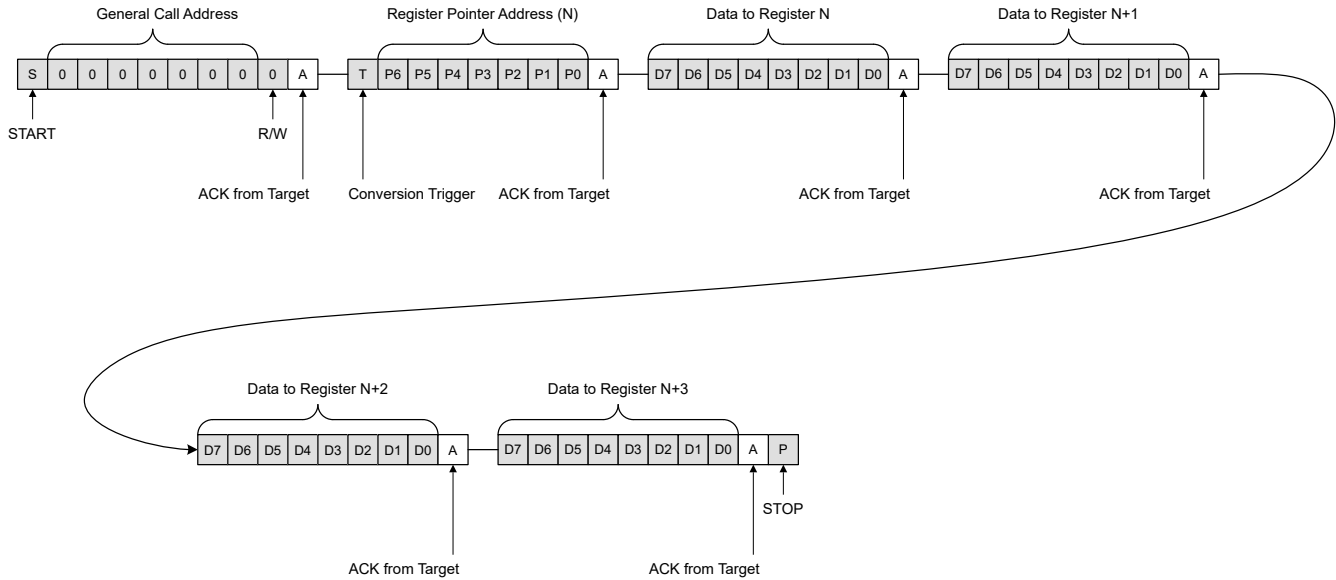 General Call Address Register Pointer Address (N) Data to Register N Data to Register N+1
S 0 0 0 0 0 0 0 0 A T P6 P5 P4 P3 P2 P1 P0 A D7 D6 D5 D4 D3 D2 D1 D0 A D7 D6 D5 D4 D3 D2 D1 D0 A
START R/W
ACK from Target Conversion Trigger ACK from Target ACK from Target ACK from Target
Data to Register N+2 Data to Register N+3
D7 D6 D5 D4 D3 D2 D1 D0 A D7 D6 D5 D4 D3 D2 D1 D0 A P
STOP
ACK from Target ACK from Target